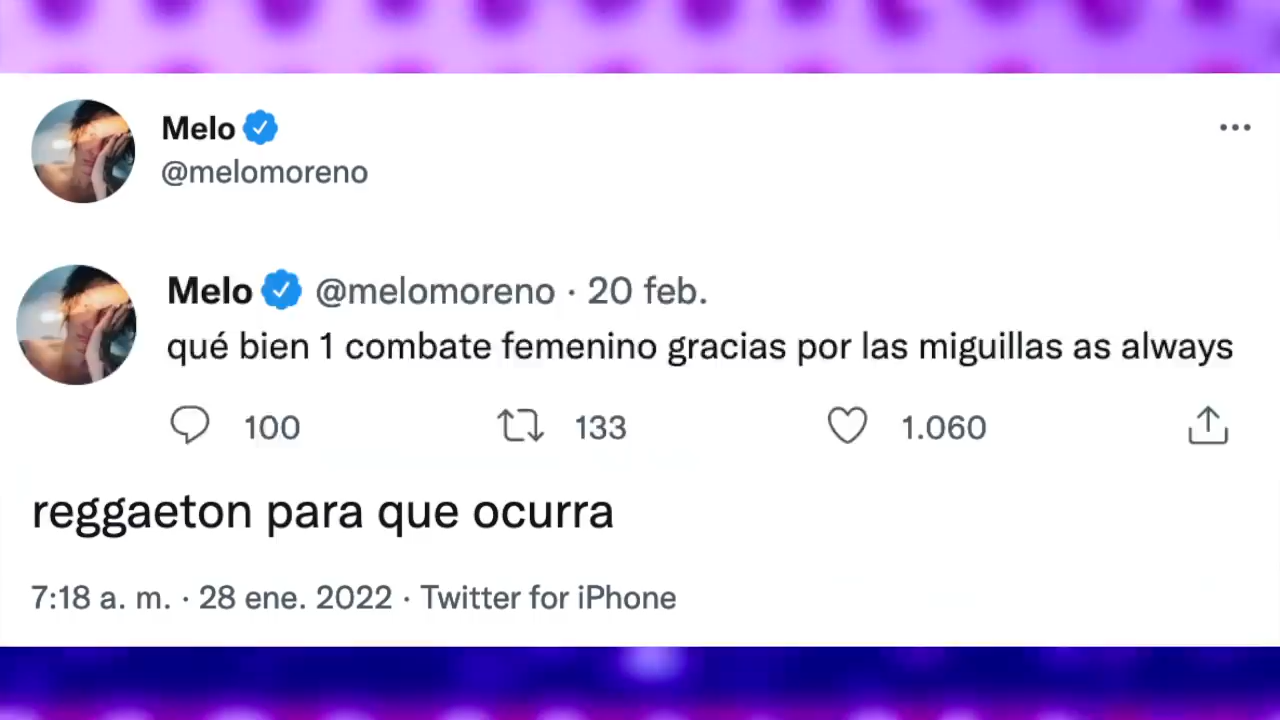 Melo
@melomoreno
Melo @melomoreno · 20 feb.
qué bien 1 combate femenino gracias por las miguillas as always
100 133 1.060
reggaeton para que ocurra
7:18 a. m. · 28 ene. 2022 · Twitter for iPhone